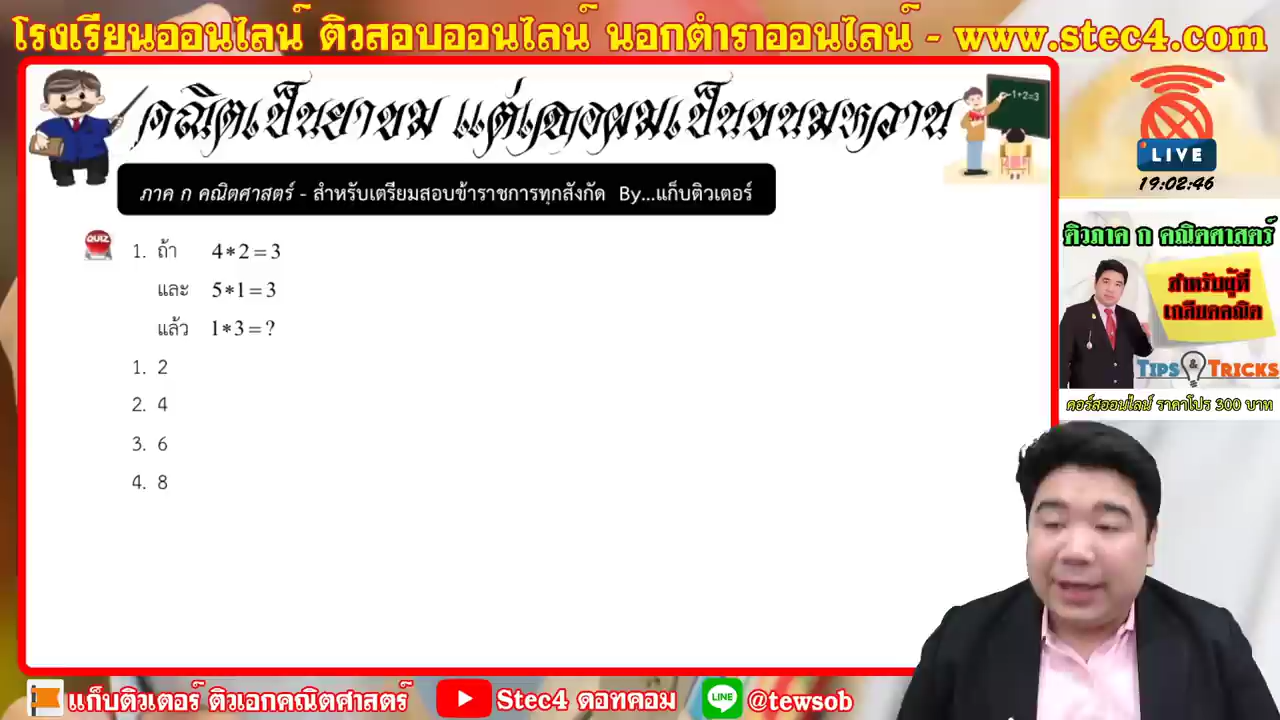 โรงเรียนออนไลน์ ติวสอบออนไลน์ นอกตำราออนไลน์ - www.stec4.com
คณิตเป็นยาขม แต่เคงผมเป็นขนมหวาน
1+2=3
LIVE
19:02:46
ภาค ก คณิตศาสตร์ - สำหรับเตรียมสอบข้าราชการทุกสังกัด By...แก็บติวเตอร์
QUIZ
1. ถ้า 4*2=3
และ 5*1=3
แล้ว 1*3=?
1. 2
2. 4
3. 6
4. 8
ติวภาค ก คณิตศาสตร์
สำหรับผู้ที่
เกลียดคณิต
TIPS & TRICKS
คอร์สออนไลน์ ราคาโปร 300 บาท
แก็บติวเตอร์ ติวเอกคณิตศาสตร์ Stec4 ดอทคอม LINE @tewsob